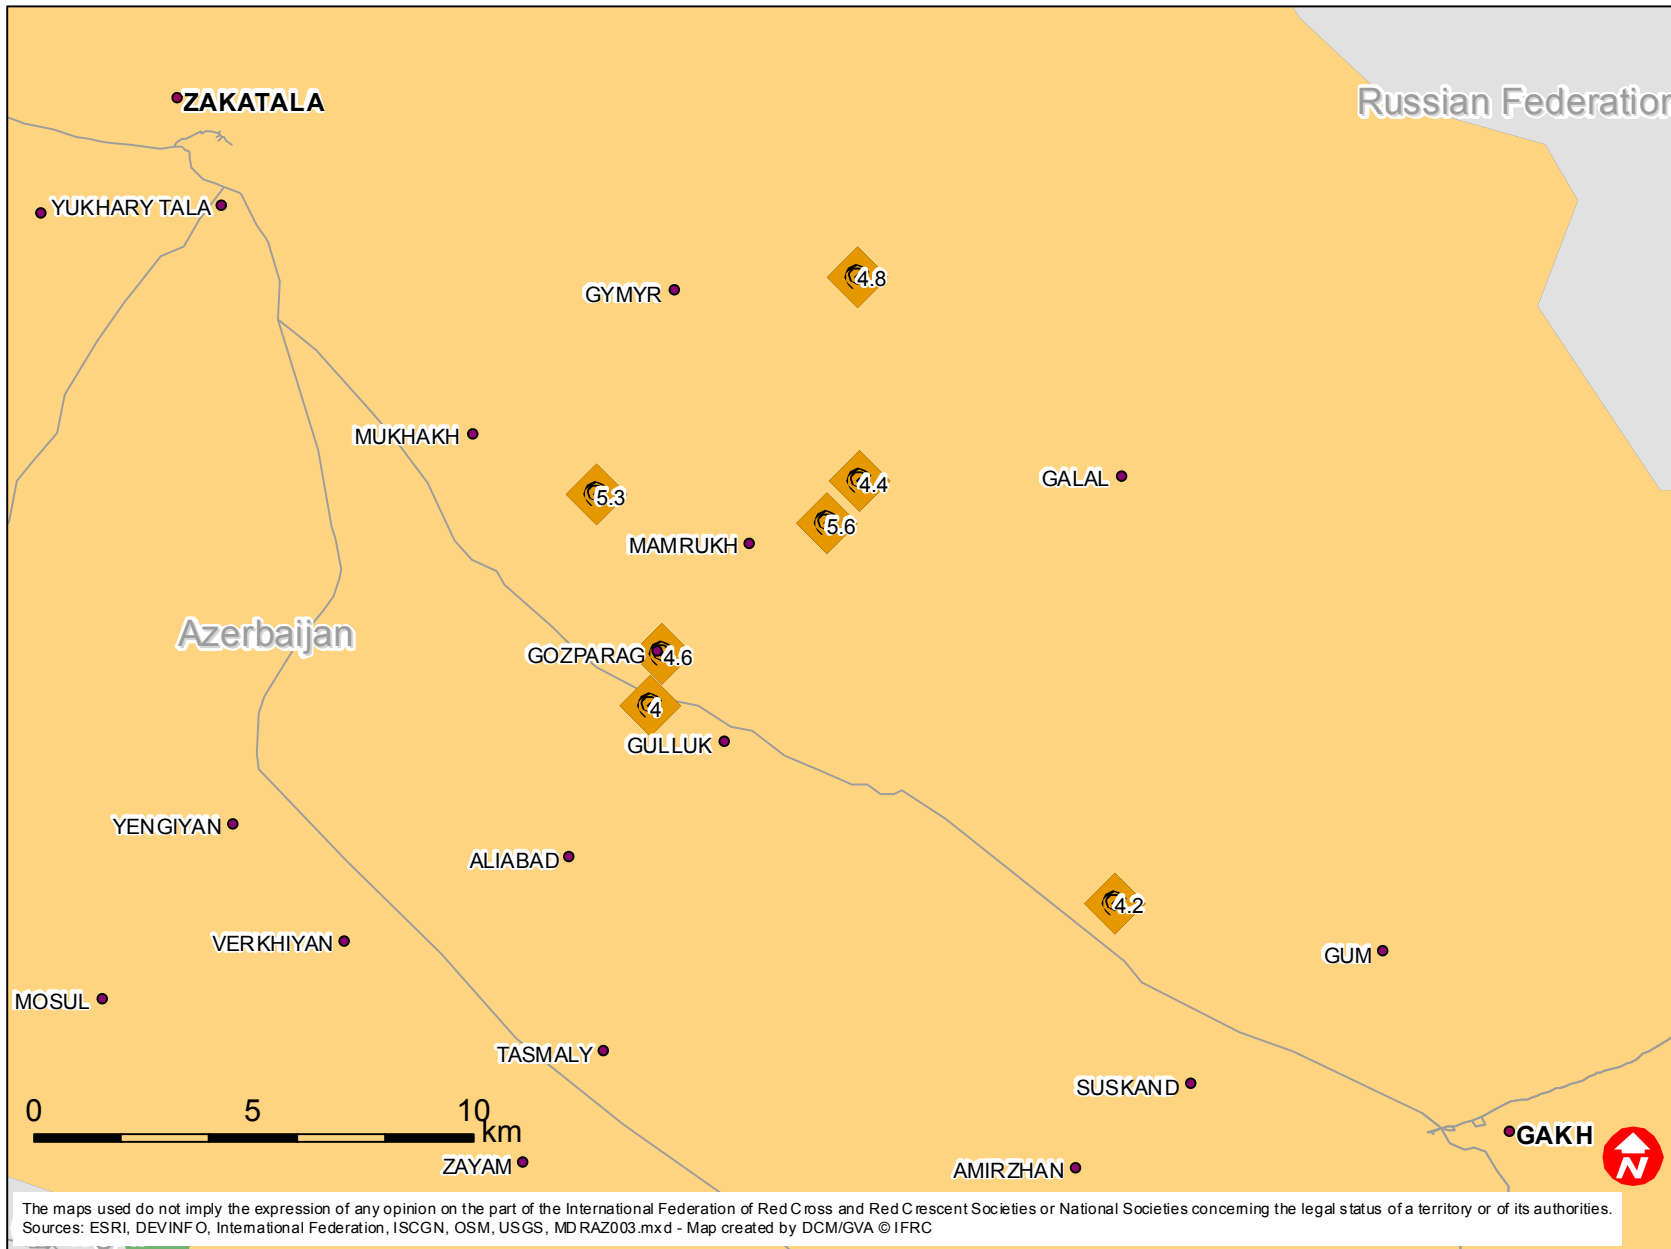 ZAKATALA
Russian Federation
YUKHARY TALA
4.8
GYMYR
MUKHAKH
GALAL
4.4
5.3
5.6
MAMRUKH
Azerbaijan
GOZPARAG
4.6
4
GULLUK
YENGIYAN
ALIABAD
4.2
VERKHIYAN
GUM
MOSUL
TASMALY
SUSKAND
0 5 10
km
GAKH
N
ZAYAM
AMIRZHAN
The maps used do not imply the expression of any opinion on the part of the International Federation of Red Cross and Red Crescent Societies or National Societies concerning the legal status of a territory or of its authorities.
Sources: ESRI, DEVINFO, International Federation, ISCGN, OSM, USGS, MDRAZ003.mxd - Map created by DCM/GVA © IFRC